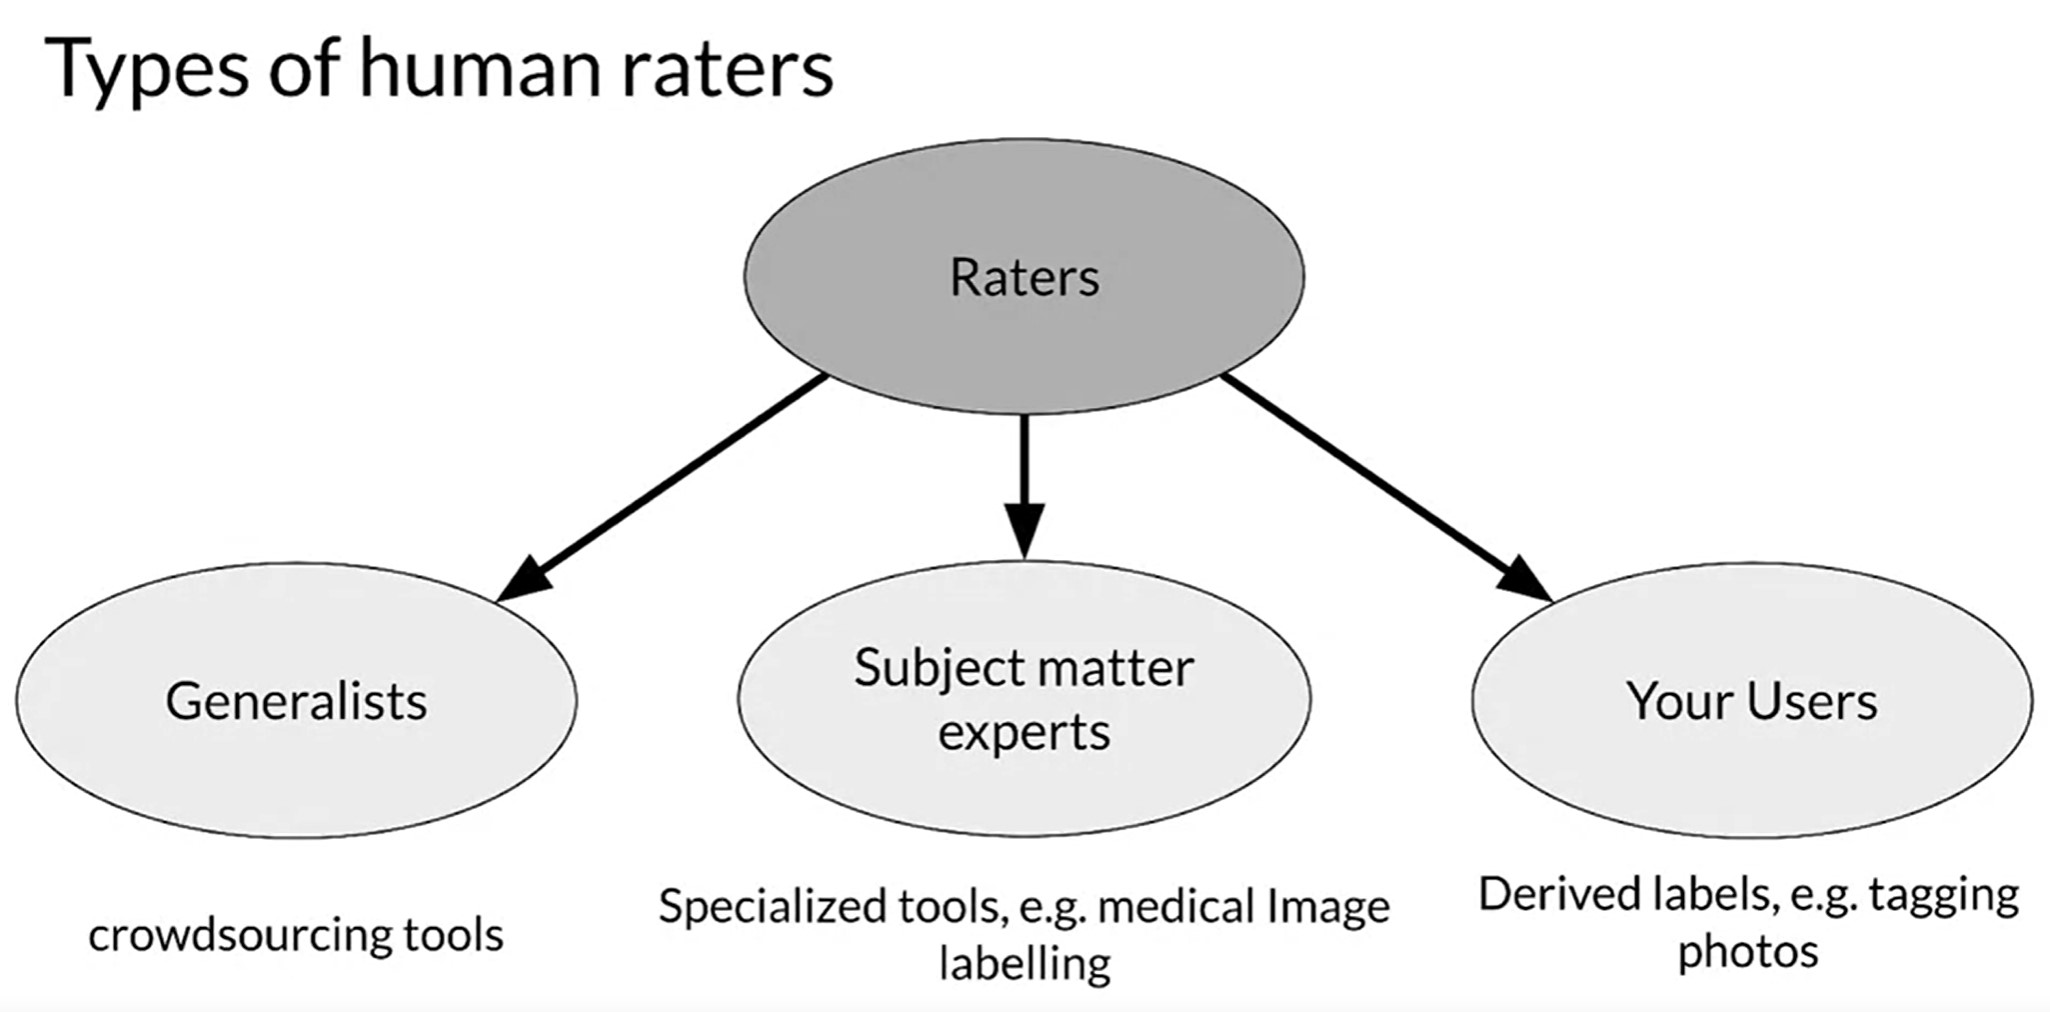 Types of human raters
Raters
Generalists
Subject matter
experts
Your Users
crowdsourcing tools
Specialized tools, e.g. medical Image
labelling
Derived labels, e.g. tagging
photos